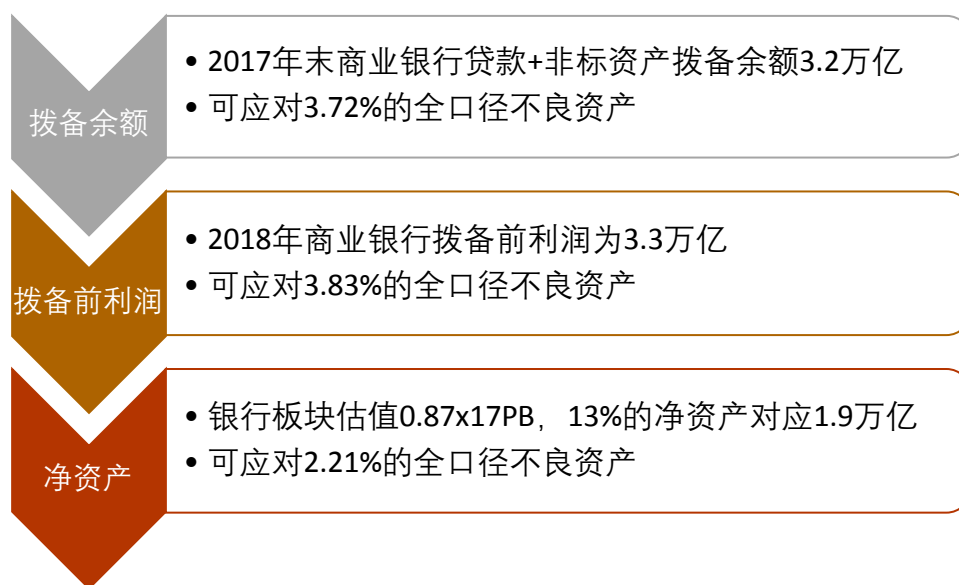 拨备余额
• 2017年末商业银行贷款+非标资产拨备余额3.2万亿
• 可应对3.72%的全口径不良资产
拨备前利润
• 2018年商业银行拨备前利润为3.3万亿
• 可应对3.83%的全口径不良资产
净资产
• 银行板块估值0.87x17PB，13%的净资产对应1.9万亿
• 可应对2.21%的全口径不良资产